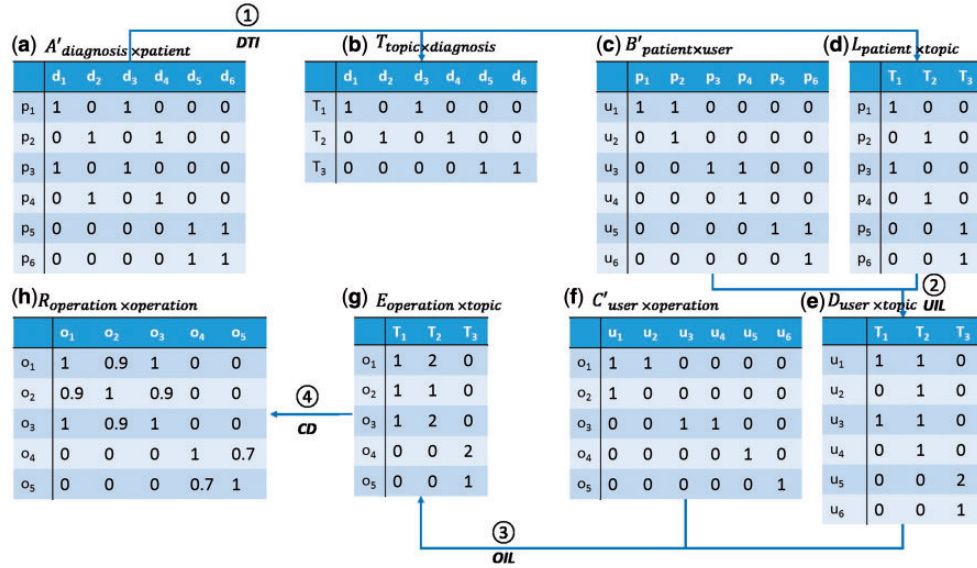 ①
DTI
(a) A′diagnosis×patient
d1 d2 d3 d4 d5 d6
p1 1 0 1 0 0 0
p2 0 1 0 1 0 0
p3 1 0 1 0 0 0
p4 0 1 0 1 0 0
p5 0 0 0 0 1 1
p6 0 0 0 0 1 1
(b) Ttopic×diagnosis
d1 d2 d3 d4 d5 d6
T1 1 0 1 0 0 0
T2 0 1 0 1 0 0
T3 0 0 0 0 1 1
(c) B′patient×user
p1 p2 p3 p4 p5 p6
u1 1 1 0 0 0 0
u2 0 1 0 0 0 0
u3 0 0 1 1 0 0
u4 0 0 0 1 0 0
u5 0 0 0 0 1 1
u6 0 0 0 0 0 1
(d) Lpatient×topic
T1 T2 T3
p1 1 0 0
p2 0 1 0
p3 1 0 0
p4 0 1 0
p5 0 0 1
p6 0 0 1
②
UIL
(h) Roperation×operation
o1 o2 o3 o4 o5
o1 1 0.9 1 0 0
o2 0.9 1 0.9 0 0
o3 1 0.9 1 0 0
o4 0 0 0 1 0.7
o5 0 0 0 0.7 1
④
CD
(g) Eoperation×topic
T1 T2 T3
o1 1 2 0
o2 1 1 0
o3 1 2 0
o4 0 0 2
o5 0 0 1
(f) C′user×operation
u1 u2 u3 u4 u5 u6
o1 1 1 0 0 0 0
o2 1 0 0 0 0 0
o3 0 0 1 1 0 0
o4 0 0 0 0 1 0
o5 0 0 0 0 0 1
(e) Duser×topic
T1 T2 T3
u1 1 1 0
u2 0 1 0
u3 1 1 0
u4 0 1 0
u5 0 0 2
u6 0 0 1
③
OIL